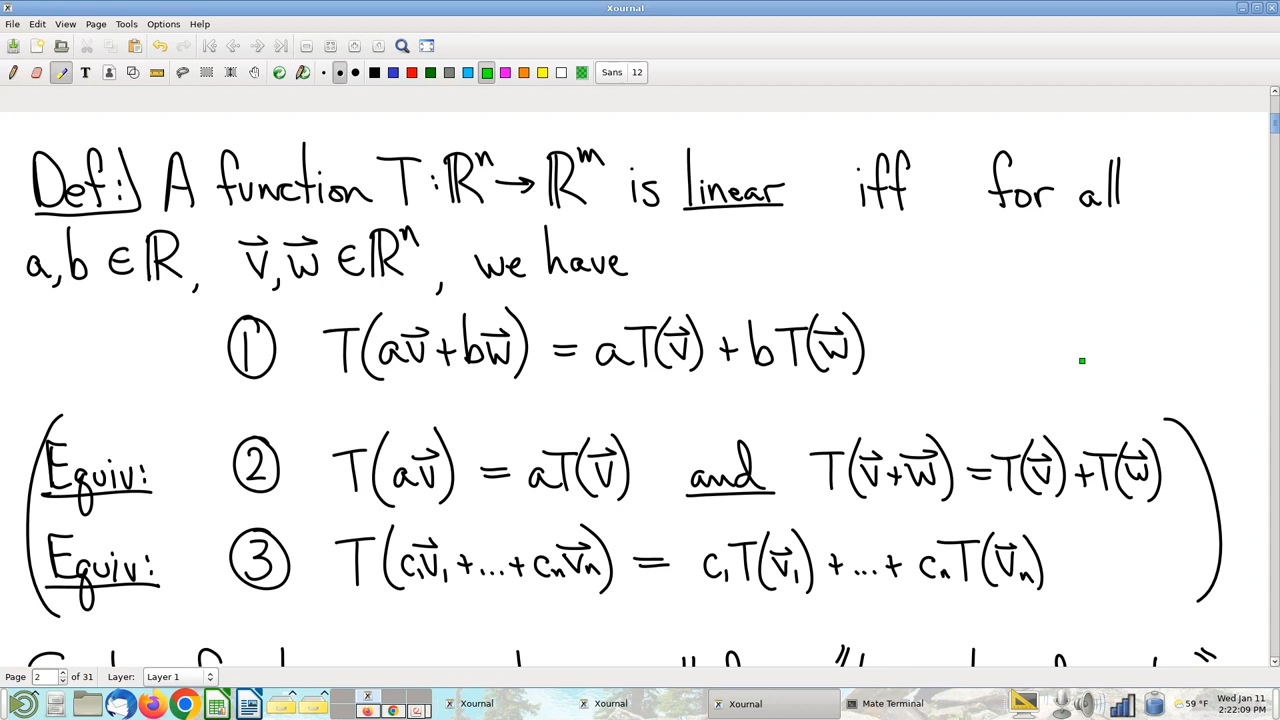 Xournal
File Edit View Page Tools Options Help
Sans 12
Def:) A function T: ℝⁿ → ℝᵐ is linear iff for all
a,b ∈ ℝ, v⃗,w⃗ ∈ ℝⁿ, we have
① T(av⃗+bw⃗) = aT(v⃗) + bT(w⃗)
Equiv: ② T(av⃗) = aT(v⃗) and T(v⃗+w⃗) = T(v⃗)+T(w⃗)
Equiv: ③ T(c₁v⃗₁+...+cₙv⃗ₙ) = c₁T(v⃗₁) + ... + cₙT(v⃗ₙ)
Page 2 of 31 Layer: Layer 1
Xournal Xournal Xournal Mate Terminal 59 °F Wed Jan 11
2:22:09 PM